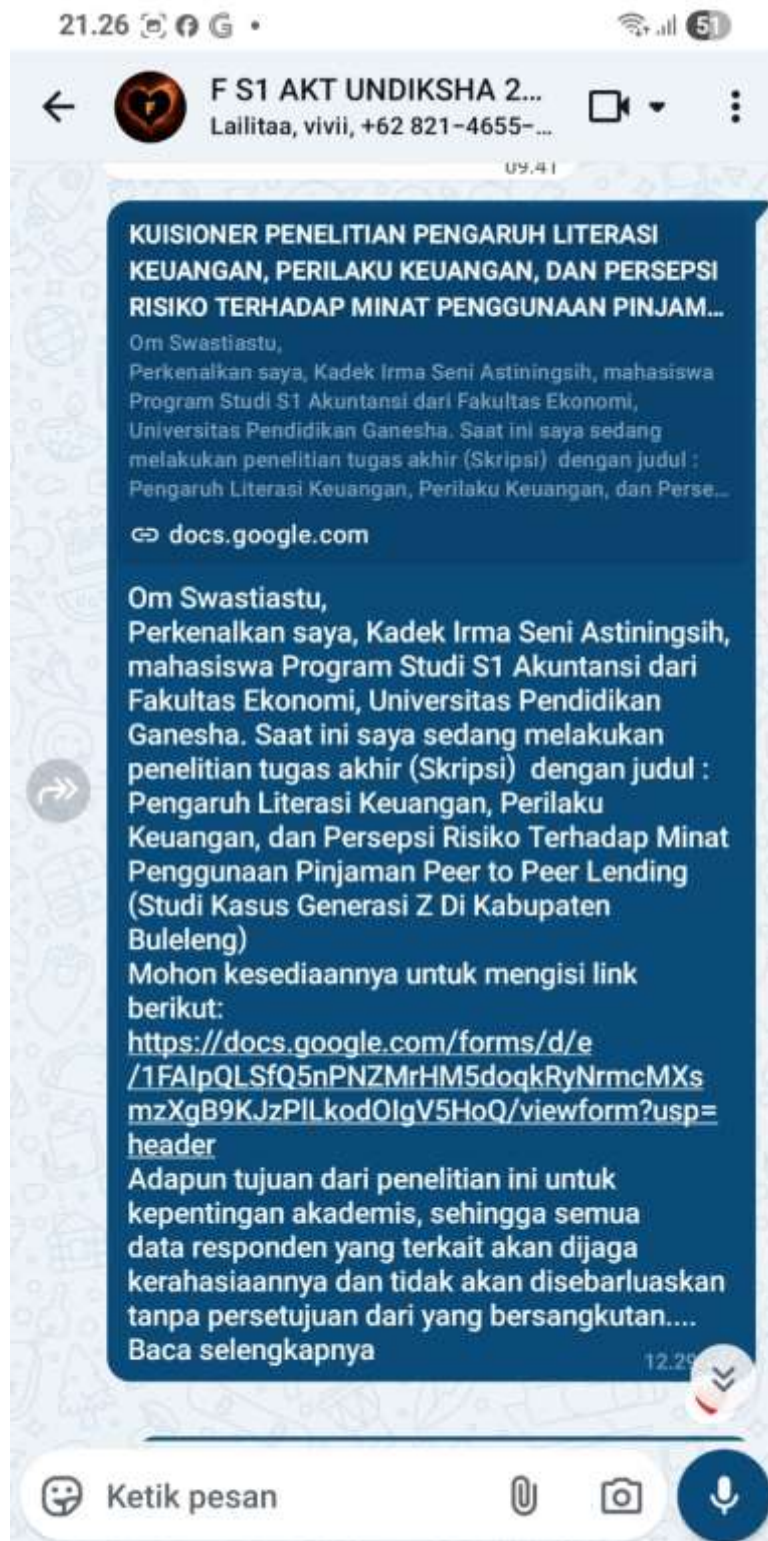 21.26
51
F S1 AKT UNDIKSHA 2...
Lailitaa, vivii, +62 821-4655-...
09.41
KUISIONER PENELITIAN PENGARUH LITERASI
KEUANGAN, PERILAKU KEUANGAN, DAN PERSEPSI
RISIKO TERHADAP MINAT PENGGUNAAN PINJAM...
Om Swastiastu,
Perkenalkan saya, Kadek Irma Seni Astiningsih, mahasiswa
Program Studi S1 Akuntansi dari Fakultas Ekonomi,
Universitas Pendidikan Ganesha. Saat ini saya sedang
melakukan penelitian tugas akhir (Skripsi) dengan judul :
Pengaruh Literasi Keuangan, Perilaku Keuangan, dan Perse...
docs.google.com
Om Swastiastu,
Perkenalkan saya, Kadek Irma Seni Astiningsih,
mahasiswa Program Studi S1 Akuntansi dari
Fakultas Ekonomi, Universitas Pendidikan
Ganesha. Saat ini saya sedang melakukan
penelitian tugas akhir (Skripsi) dengan judul :
Pengaruh Literasi Keuangan, Perilaku
Keuangan, dan Persepsi Risiko Terhadap Minat
Penggunaan Pinjaman Peer to Peer Lending
(Studi Kasus Generasi Z Di Kabupaten
Buleleng)
Mohon kesediaannya untuk mengisi link
berikut:
https://docs.google.com/forms/d/e
/1FAIpQLSfQ5nPNZMrHM5doqkRyNrmcMXs
mzXgB9KJzPlLkodOIgV5HoQ/viewform?usp=
header
Adapun tujuan dari penelitian ini untuk
kepentingan akademis, sehingga semua
data responden yang terkait akan dijaga
kerahasiaannya dan tidak akan disebarluaskan
tanpa persetujuan dari yang bersangkutan....
Baca selengkapnya
12.29
Ketik pesan